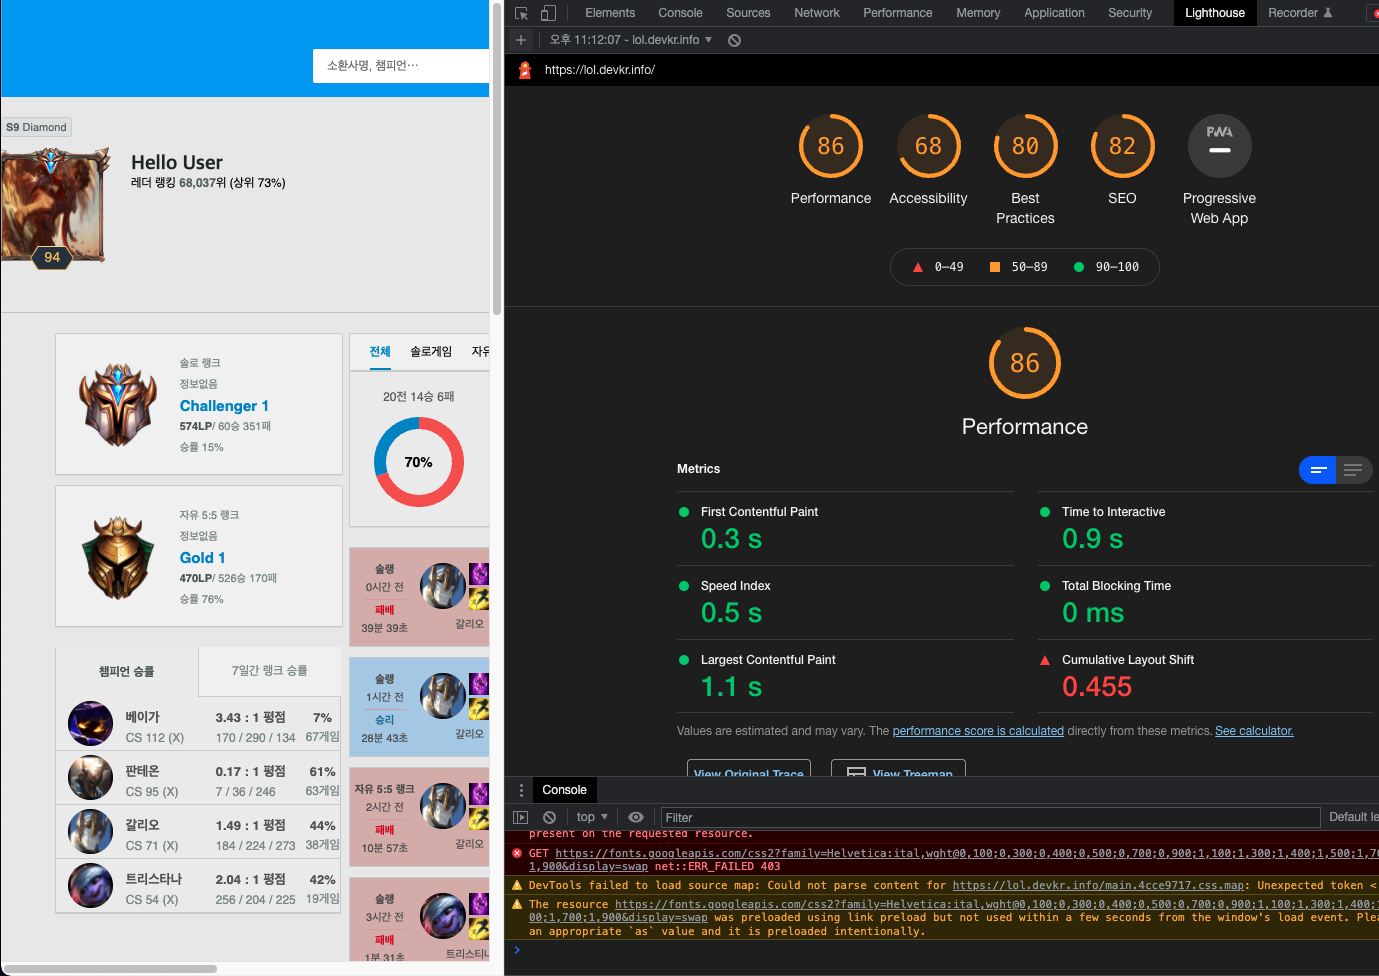 소환사명, 챔피언…
S9 Diamond
Hello User
레더 랭킹 68,037위 (상위 73%)
94
솔로 랭크
정보없음
Challenger 1
574LP/ 60승 351패
승률 15%
자유 5:5 랭크
정보없음
Gold 1
470LP/ 526승 170패
승률 76%
챔피언 승률
7일간 랭크 승률
베이가 3.43 : 1 평점 7%
CS 112 (X) 170 / 290 / 134 67게임
판테온 0.17 : 1 평점 61%
CS 95 (X) 7 / 36 / 246 63게임
갈리오 1.49 : 1 평점 44%
CS 71 (X) 184 / 224 / 273 38게임
트리스타나 2.04 : 1 평점 42%
CS 54 (X) 256 / 204 / 225 19게임
전체 솔로게임 자유
20전 14승 6패
70%
솔랭
0시간 전
패배
39분 39초
갈리오
솔랭
1시간 전
승리
28분 43초
갈리오
자유 5:5 랭크
2시간 전
패배
10분 57초
갈리오
솔랭
3시간 전
패배
1분 31초
트리스타나
Elements Console Sources Network Performance Memory Application Security Lighthouse Recorder
오후 11:12:07 - lol.devkr.info
https://lol.devkr.info/
86 68 80 82 PWA
Performance Accessibility Best Practices SEO Progressive Web App
0–49 50–89 90–100
86
Performance
Metrics
First Contentful Paint
0.3 s
Time to Interactive
0.9 s
Speed Index
0.5 s
Total Blocking Time
0 ms
Largest Contentful Paint
1.1 s
Cumulative Layout Shift
0.455
Values are estimated and may vary. The performance score is calculated directly from these metrics. See calculator.
View Original Trace View Treemap
Console
top Filter Default le
present on the requested resource.
GET https://fonts.googleapis.com/css2?family=Helvetica:ital,wght@0,100;0,300;0,400;0,500;0,700;0,900;1,100;1,300;1,400;1,500;1,70
1,900&display=swap net::ERR_FAILED 403
DevTools failed to load source map: Could not parse content for https://lol.devkr.info/main.4cce9717.css.map: Unexpected token <
The resource https://fonts.googleapis.com/css2?family=Helvetica:ital,wght@0,100;0,300;0,400;0,500;0,700;0,900;1,100;1,300;1,400;1
00;1,700;1,900&display=swap was preloaded using link preload but not used within a few seconds from the window's load event. Plea
an appropriate `as` value and it is preloaded intentionally.